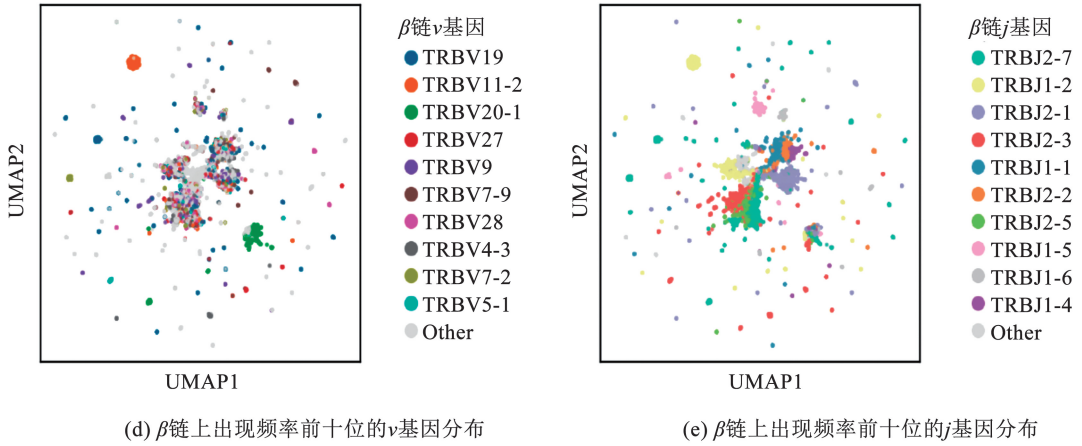 β链v基因
TRBV19
TRBV11-2
TRBV20-1
TRBV27
TRBV9
TRBV7-9
TRBV28
TRBV4-3
TRBV7-2
TRBV5-1
Other
UMAP2
UMAP1
(d) β链上出现频率前十位的v基因分布
β链j基因
TRBJ2-7
TRBJ1-2
TRBJ2-1
TRBJ2-3
TRBJ1-1
TRBJ2-2
TRBJ2-5
TRBJ1-5
TRBJ1-6
TRBJ1-4
Other
UMAP2
UMAP1
(e) β链上出现频率前十位的j基因分布